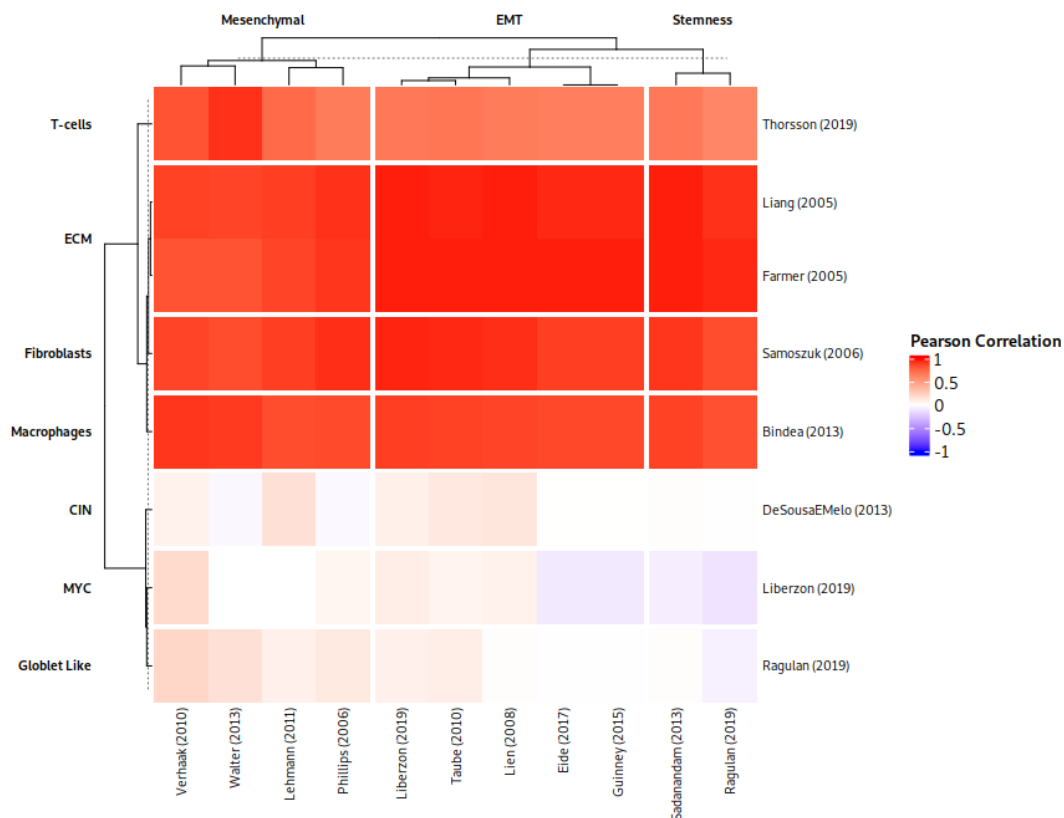 Mesenchymal EMT Stemness
T-cells Thorsson (2019)
Liang (2005)
ECM
Farmer (2005)
Fibroblasts Samoszuk (2006)
Macrophages Bindea (2013)
CIN DeSousaEMelo (2013)
MYC Liberzon (2019)
Globlet Like Ragulan (2019)
Verhaak (2010)
Walter (2013)
Lehmann (2011)
Phillips (2006)
Liberzon (2019)
Taube (2010)
Lien (2008)
Eide (2017)
Guinney (2015)
Sadanandam (2013)
Ragulan (2019)
Pearson Correlation
1
0.5
0
-0.5
-1